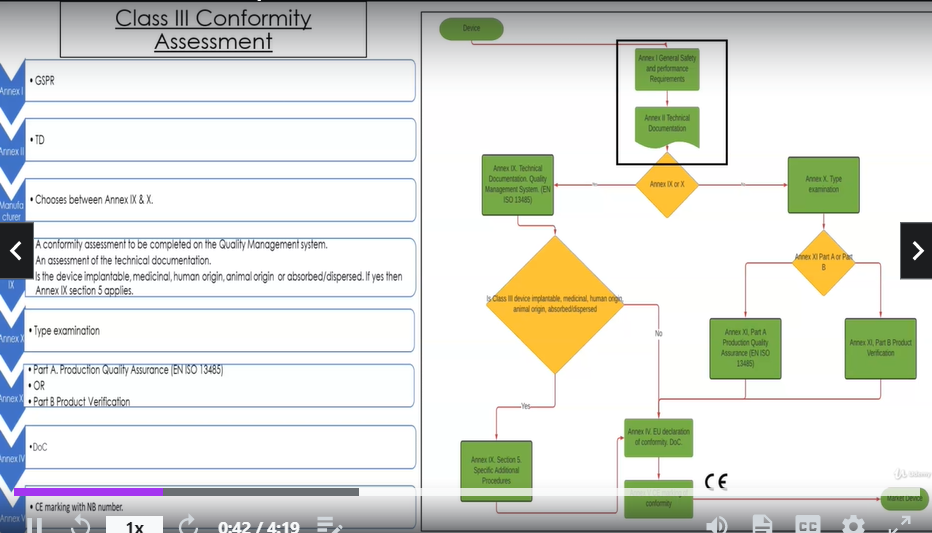 Class III Conformity
Assessment
Annex I
• GSPR
Annex II
• TD
Manufa
cturer
• Chooses between Annex IX & X.
IX
A conformity assessment to be completed on the Quality Management system.
An assessment of the technical documentation.
Is the device implantable, medicinal, human origin, animal origin or absorbed/dispersed. If yes then
Annex IX section 5 applies.
Annex X
• Type examination
Annex X
• Part A, Production Quality Assurance (EN ISO 13485)
• OR
• Part B Product Verification
Annex IV
•DoC
Annex V
• CE marking with NB number.
Device
Annex I General Safety
and performance
Requirements
Annex II Technical
Documentation
Annex IX or X
Annex IX. Technical
Documentation. Quality
Management System. (EN
ISO 13485)
Annex X. Type
examination
Is Class III device implantable, medicinal, human origin,
animal origin, absorbed/dispersed
Annex XI Part A or Part
B
No
Annex XI, Part A
Production Quality
Assurance (EN ISO
13485)
Annex XI, Part B Product
Verification
Yes
Annex IV. EU declaration
of conformity. DoC.
Annex IX. Section 5.
Specific Additional
Procedures
conformity
CE
Market Device
Udemy
1x
0:42 / 4:19
CC